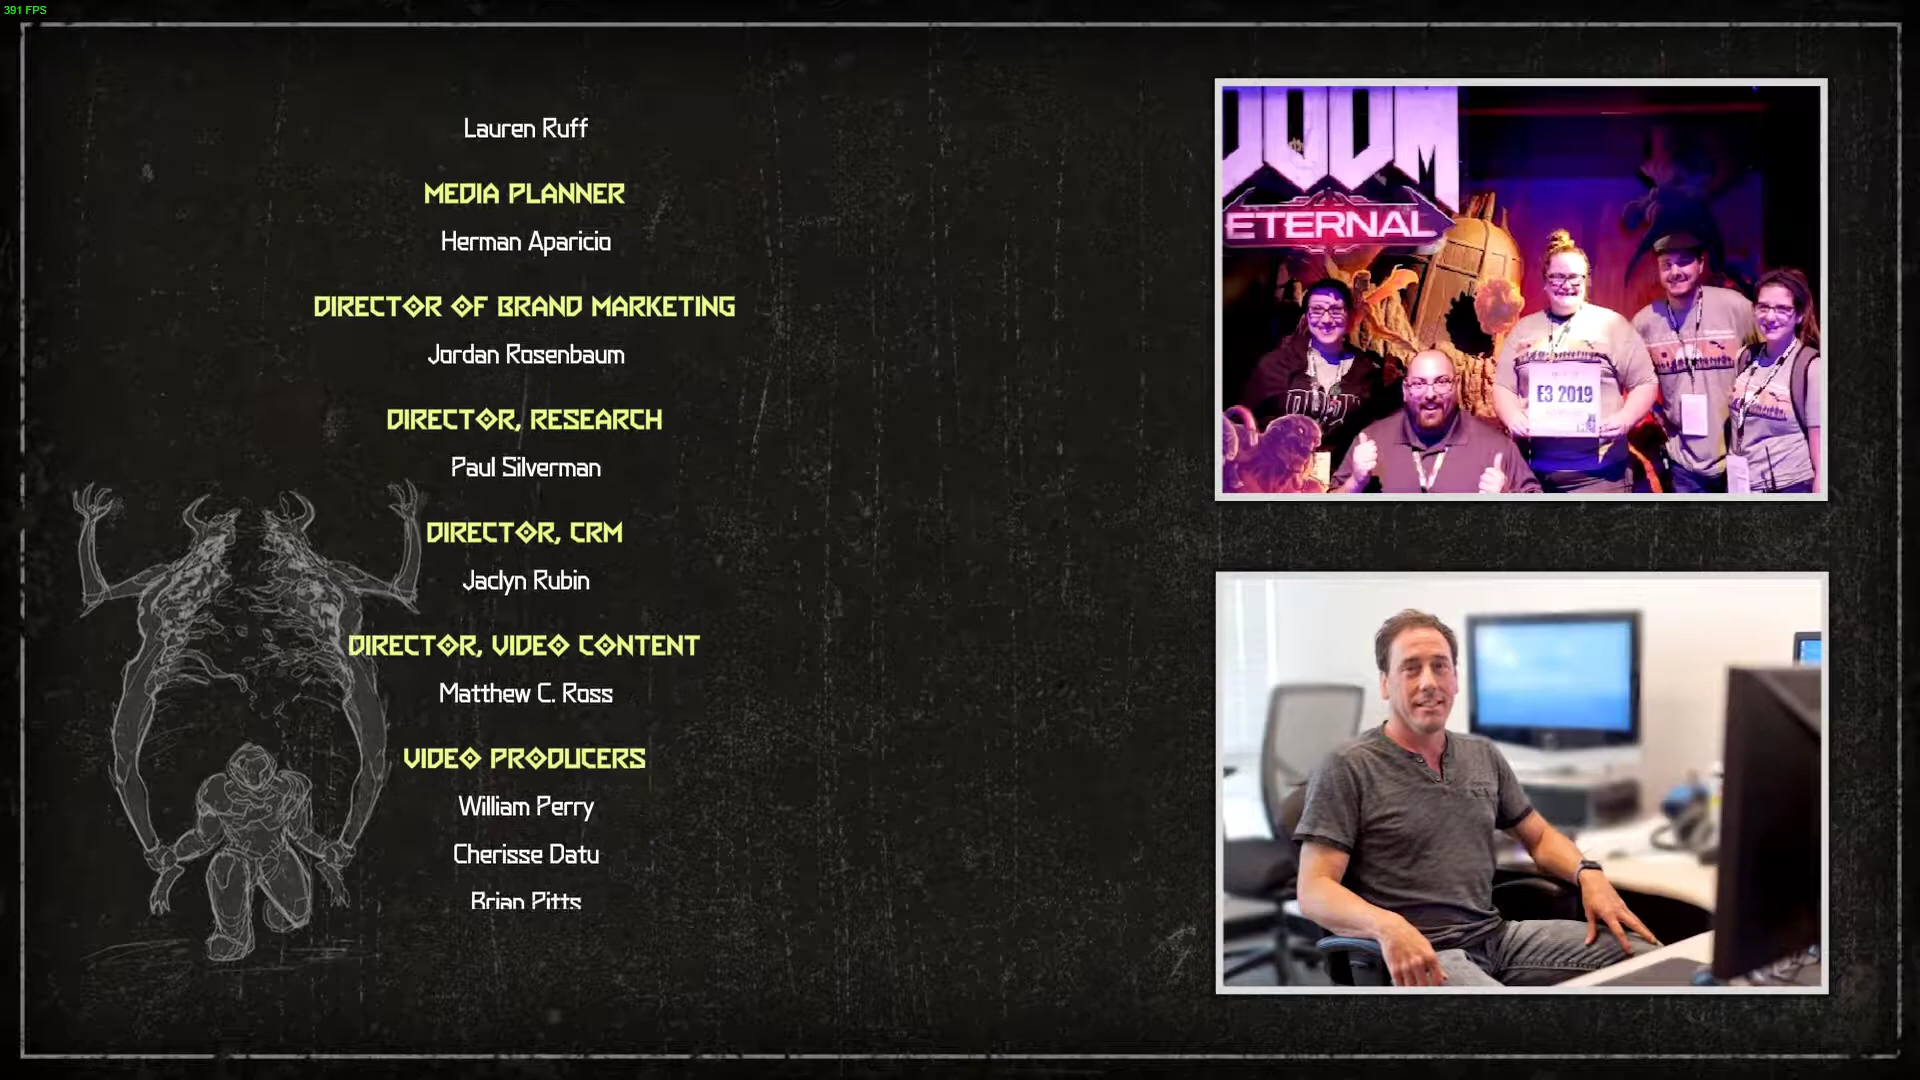 391 FPS
Lauren Ruff
MEDIA PLANNER
Herman Aparicio
DIRECTOR OF BRAND MARKETING
Jordan Rosenbaum
DIRECTOR, RESEARCH
Paul Silverman
DIRECTOR, CRM
Jaclyn Rubin
DIRECTOR, VIDEO CONTENT
Matthew C. Ross
VIDEO PRODUCERS
William Perry
Cherisse Datu
Brian Pitts
DOOM
ETERNAL
E3 2019